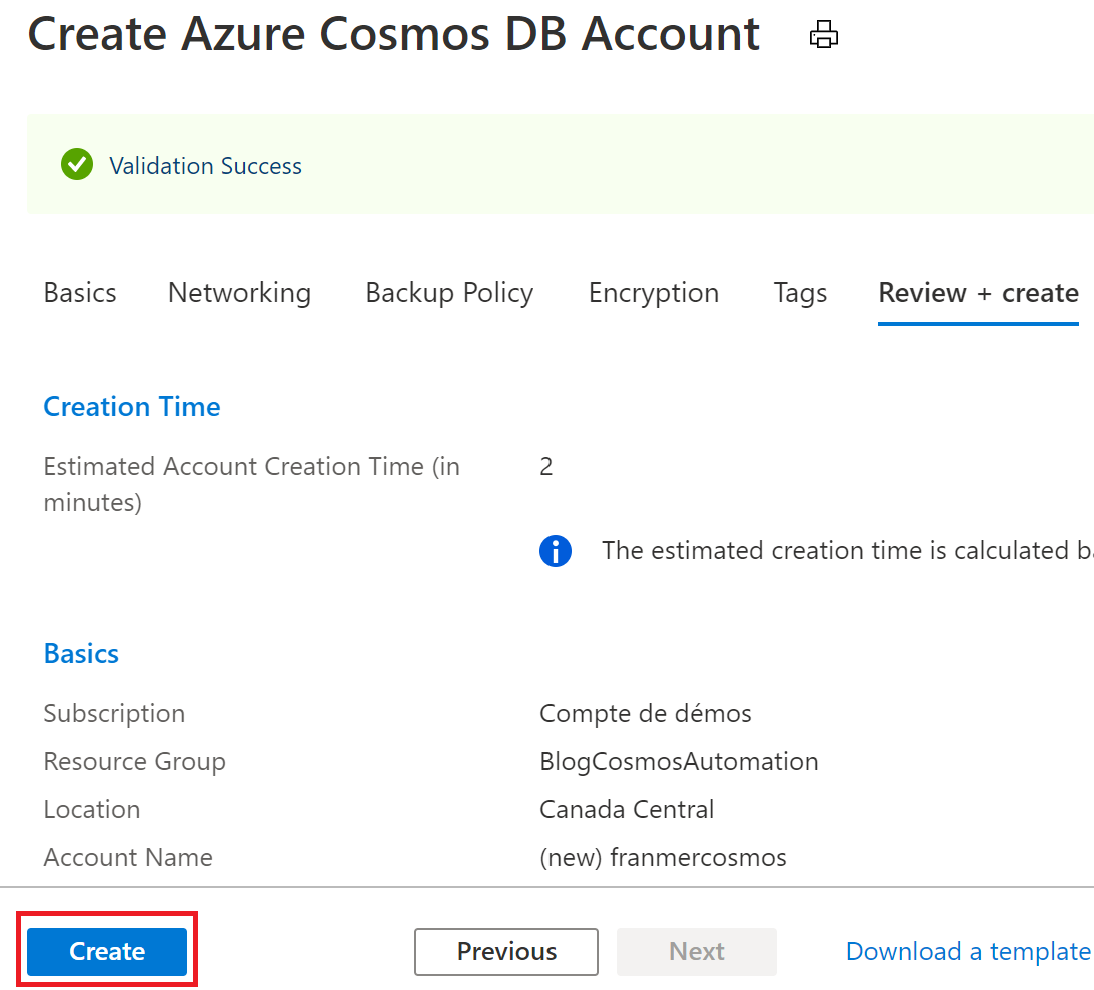 Create Azure Cosmos DB Account
Validation Success
Basics Networking Backup Policy Encryption Tags Review + create
Creation Time
Estimated Account Creation Time (in 2
minutes)
The estimated creation time is calculated
Basics
Subscription Compte de démos
Resource Group BlogCosmosAutomation
Location Canada Central
Account Name (new) franmercosmos
Create Previous Next Download a template